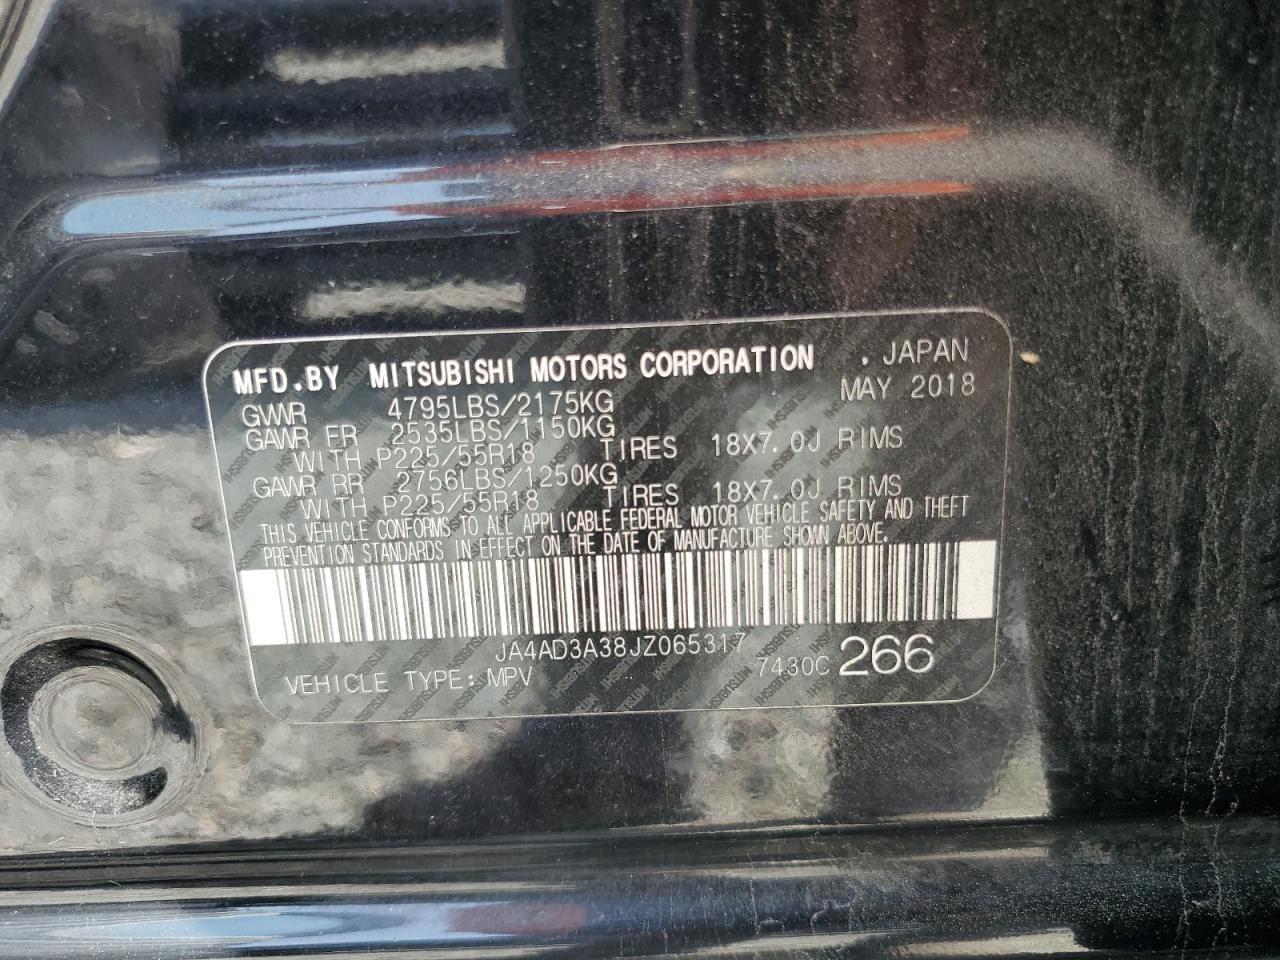 MFD.BY MITSUBISHI MOTORS CORPORATION . JAPAN
MAY 2018
GVWR 4795LBS/2175KG
GAWR FR 2535LBS/1150KG
WITH P225/55R18 TIRES 18X7.0J RIMS
GAWR RR 2756LBS/1250KG
WITH P225/55R18 TIRES 18X7.0J RIMS
THIS VEHICLE CONFORMS TO ALL APPLICABLE FEDERAL MOTOR VEHICLE SAFETY AND THEFT
PREVENTION STANDARDS IN EFFECT ON THE DATE OF MANUFACTURE SHOWN ABOVE.
JA4AD3A38JZ065317
VEHICLE TYPE: MPV 7430C 266